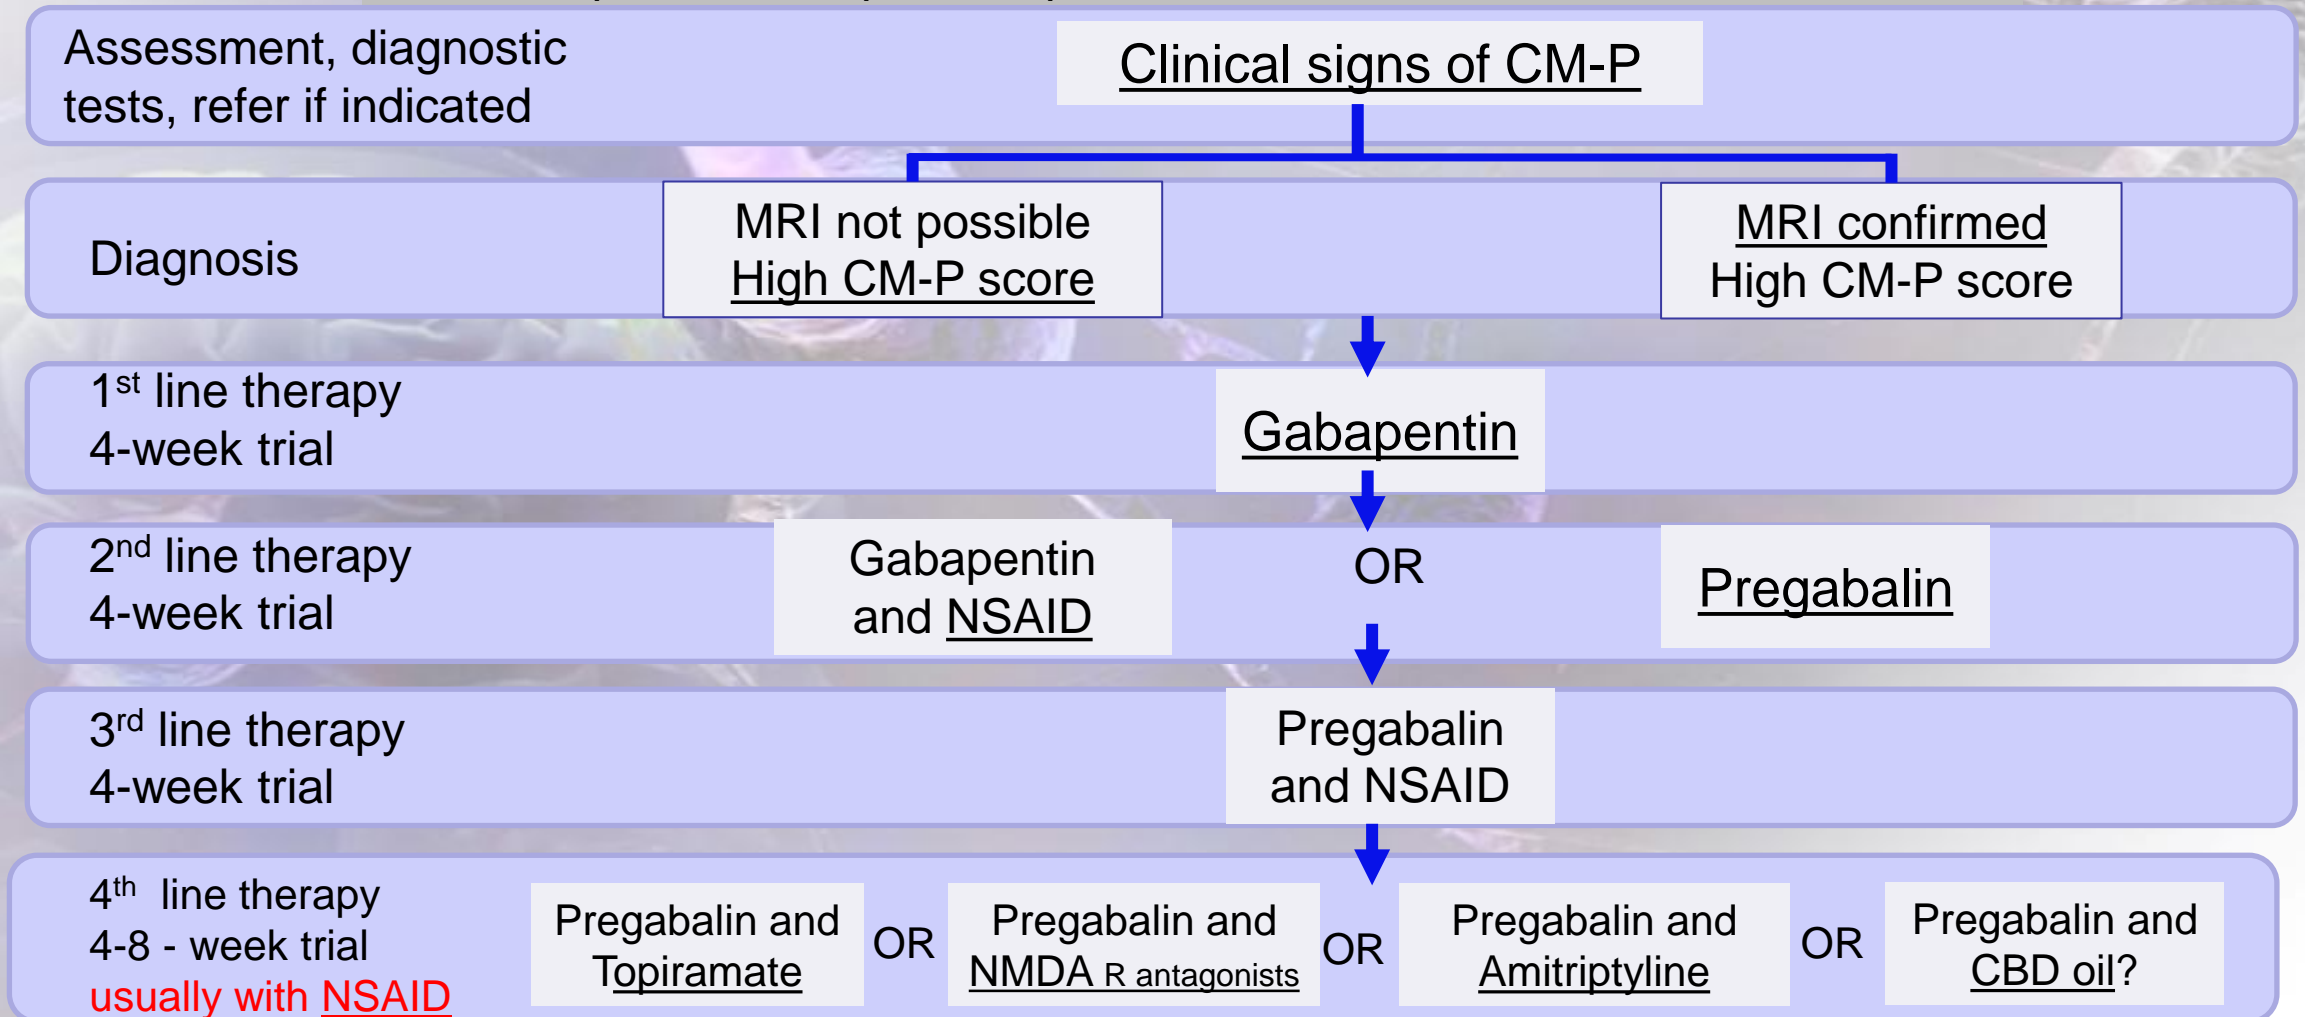 Assessment, diagnostic
tests, refer if indicated
Clinical signs of CM-P
Diagnosis
MRI not possible
High CM-P score
MRI confirmed
High CM-P score
1st line therapy
4-week trial
Gabapentin
2nd line therapy
4-week trial
Gabapentin
and NSAID
OR
Pregabalin
3rd line therapy
4-week trial
Pregabalin
and NSAID
4th line therapy
4-8 - week trial
usually with NSAID
Pregabalin and
Topiramate
OR
Pregabalin and
NMDA R antagonists
OR
Pregabalin and
Amitriptyline
OR
Pregabalin and
CBD oil?